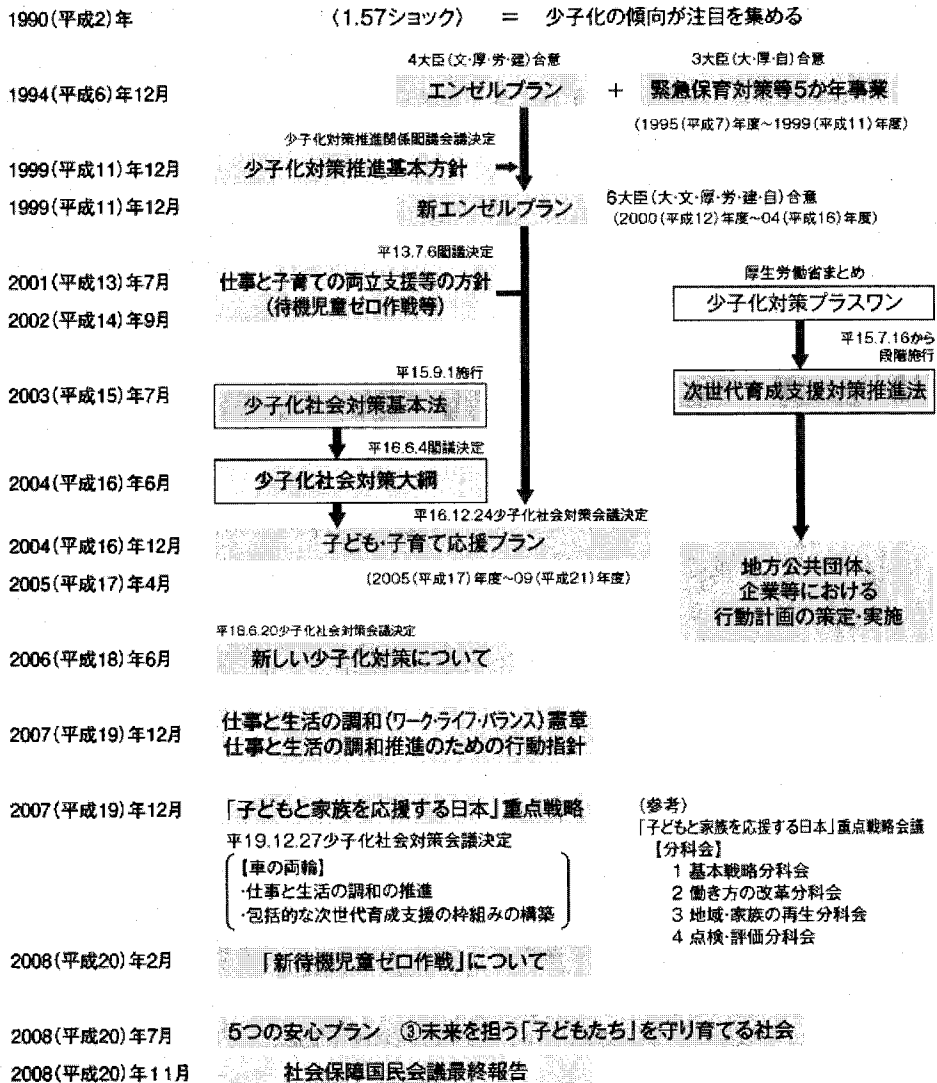 1990(平成2)年
〈1.57ショック〉 = 少子化の傾向が注目を集める
4大臣(文・厚・労・建)合意
3大臣(大・厚・自)合意
1994(平成6)年12月
エンゼルプラン + 緊急保育対策等5か年事業
(1995(平成7)年度~1999(平成11)年度)
少子化対策推進関係閣議会議決定
1999(平成11)年12月
少子化対策推進基本方針
1999(平成11)年12月
新エンゼルプラン
6大臣(大・文・厚・労・建・自)合意
(2000(平成12)年度~04(平成16)年度)
平13.7.6閣議決定
2001(平成13)年7月
仕事と子育ての両立支援等の方針
(待機児童ゼロ作戦等)
2002(平成14)年9月
厚生労働省まとめ
少子化対策プラスワン
平15.7.16から
段階施行
平15.9.1施行
2003(平成15)年7月
少子化社会対策基本法
次世代育成支援対策推進法
平16.6.4閣議決定
2004(平成16)年6月
少子化社会対策大綱
平16.12.24少子化社会対策会議決定
2004(平成16)年12月
子ども・子育て応援プラン
2005(平成17)年4月
(2005(平成17)年度~09(平成21)年度)
地方公共団体、
企業等における
行動計画の策定・実施
平18.6.20少子化社会対策会議決定
2006(平成18)年6月
新しい少子化対策について
2007(平成19)年12月
仕事と生活の調和(ワーク・ライフ・バランス)憲章
仕事と生活の調和推進のための行動指針
2007(平成19)年12月
「子どもと家族を応援する日本」重点戦略
平19.12.27少子化社会対策会議決定
【車の両輪】
・仕事と生活の調和の推進
・包括的な次世代育成支援の枠組みの構築
(参考)
「子どもと家族を応援する日本」重点戦略会議
【分科会】
1 基本戦略分科会
2 働き方の改革分科会
3 地域・家族の再生分科会
4 点検・評価分科会
2008(平成20)年2月
「新待機児童ゼロ作戦」について
2008(平成20)年7月
5つの安心プラン ③未来を担う「子どもたち」を守り育てる社会
2008(平成20)年11月
社会保障国民会議最終報告